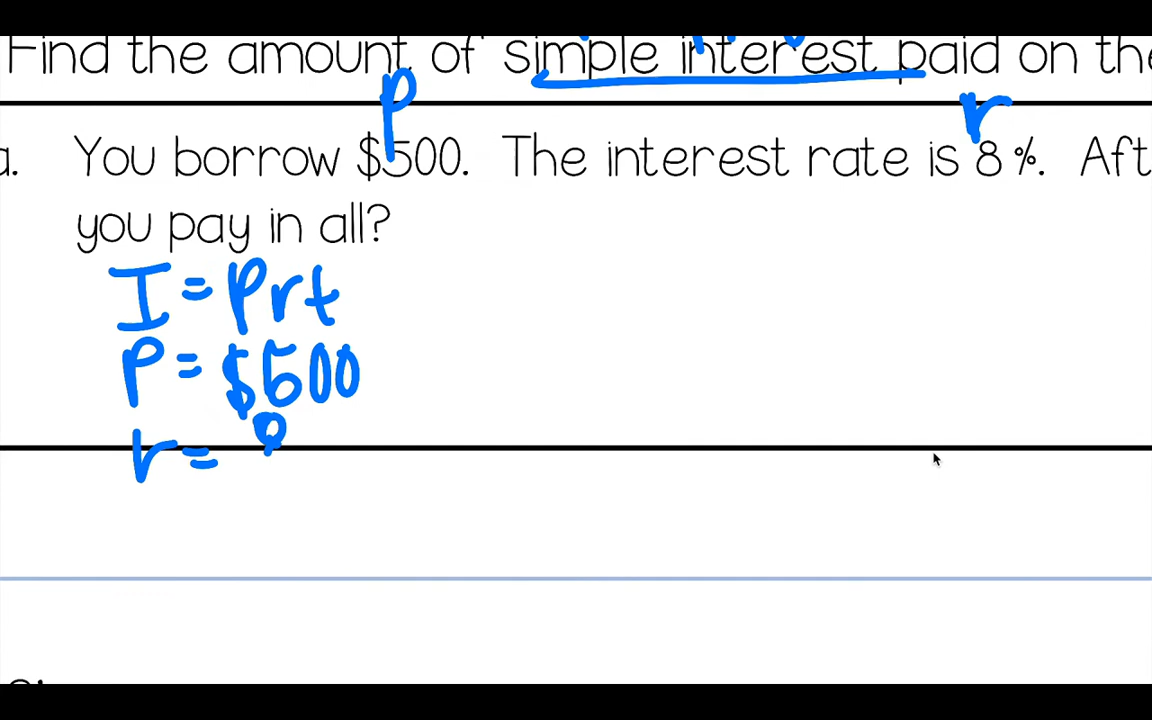 Find the amount of simple interest paid on the
p r
a. You borrow $500. The interest rate is 8%. Aft
you pay in all?
I = Prt
P = $500
r =